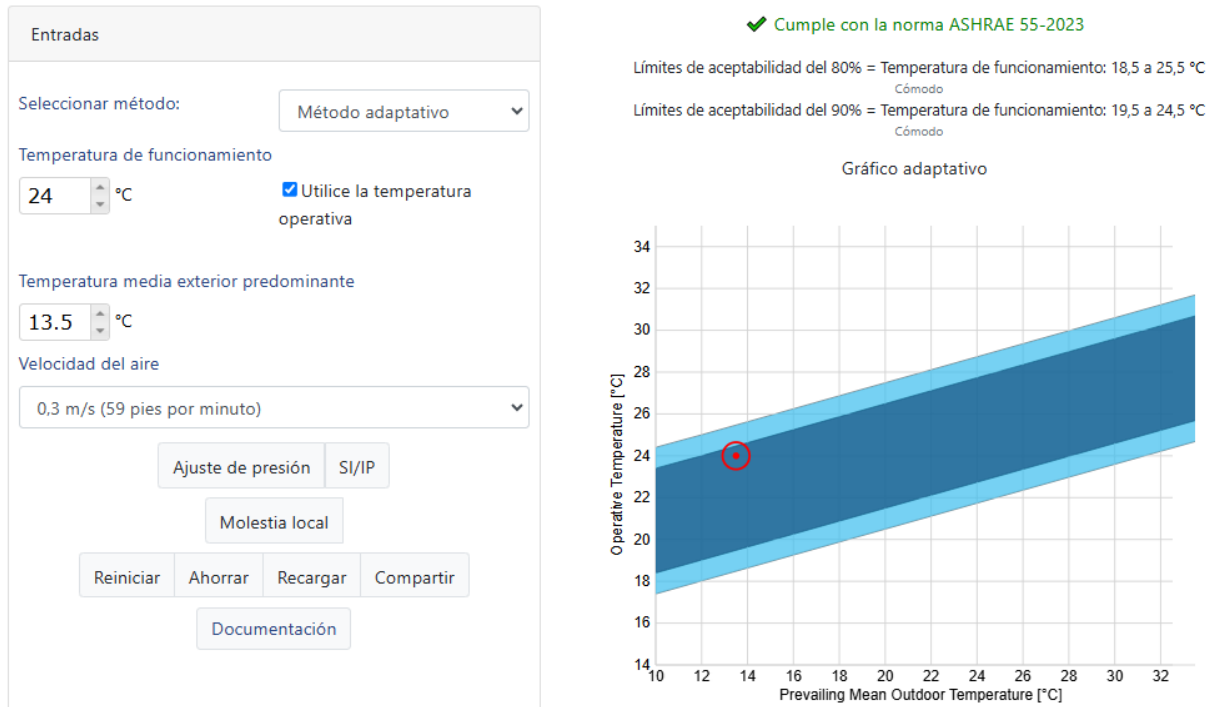 Entradas
Seleccionar método:
Método adaptativo
Temperatura de funcionamiento
24
°C
Utilice la temperatura
operativa
Temperatura media exterior predominante
13.5
°C
Velocidad del aire
0,3 m/s (59 pies por minuto)
Ajuste de presión
SI/IP
Molestia local
Reiniciar
Ahorrar
Recargar
Compartir
Documentación
Cumple con la norma ASHRAE 55-2023
Límites de aceptabilidad del 80% = Temperatura de funcionamiento: 18,5 a 25,5 °C
Cómodo
Límites de aceptabilidad del 90% = Temperatura de funcionamiento: 19,5 a 24,5 °C
Cómodo
Gráfico adaptativo
Operative Temperature [°C]
34
32
30
28
26
24
22
20
18
16
14
10 12 14 16 18 20 22 24 26 28 30 32
Prevailing Mean Outdoor Temperature [°C]